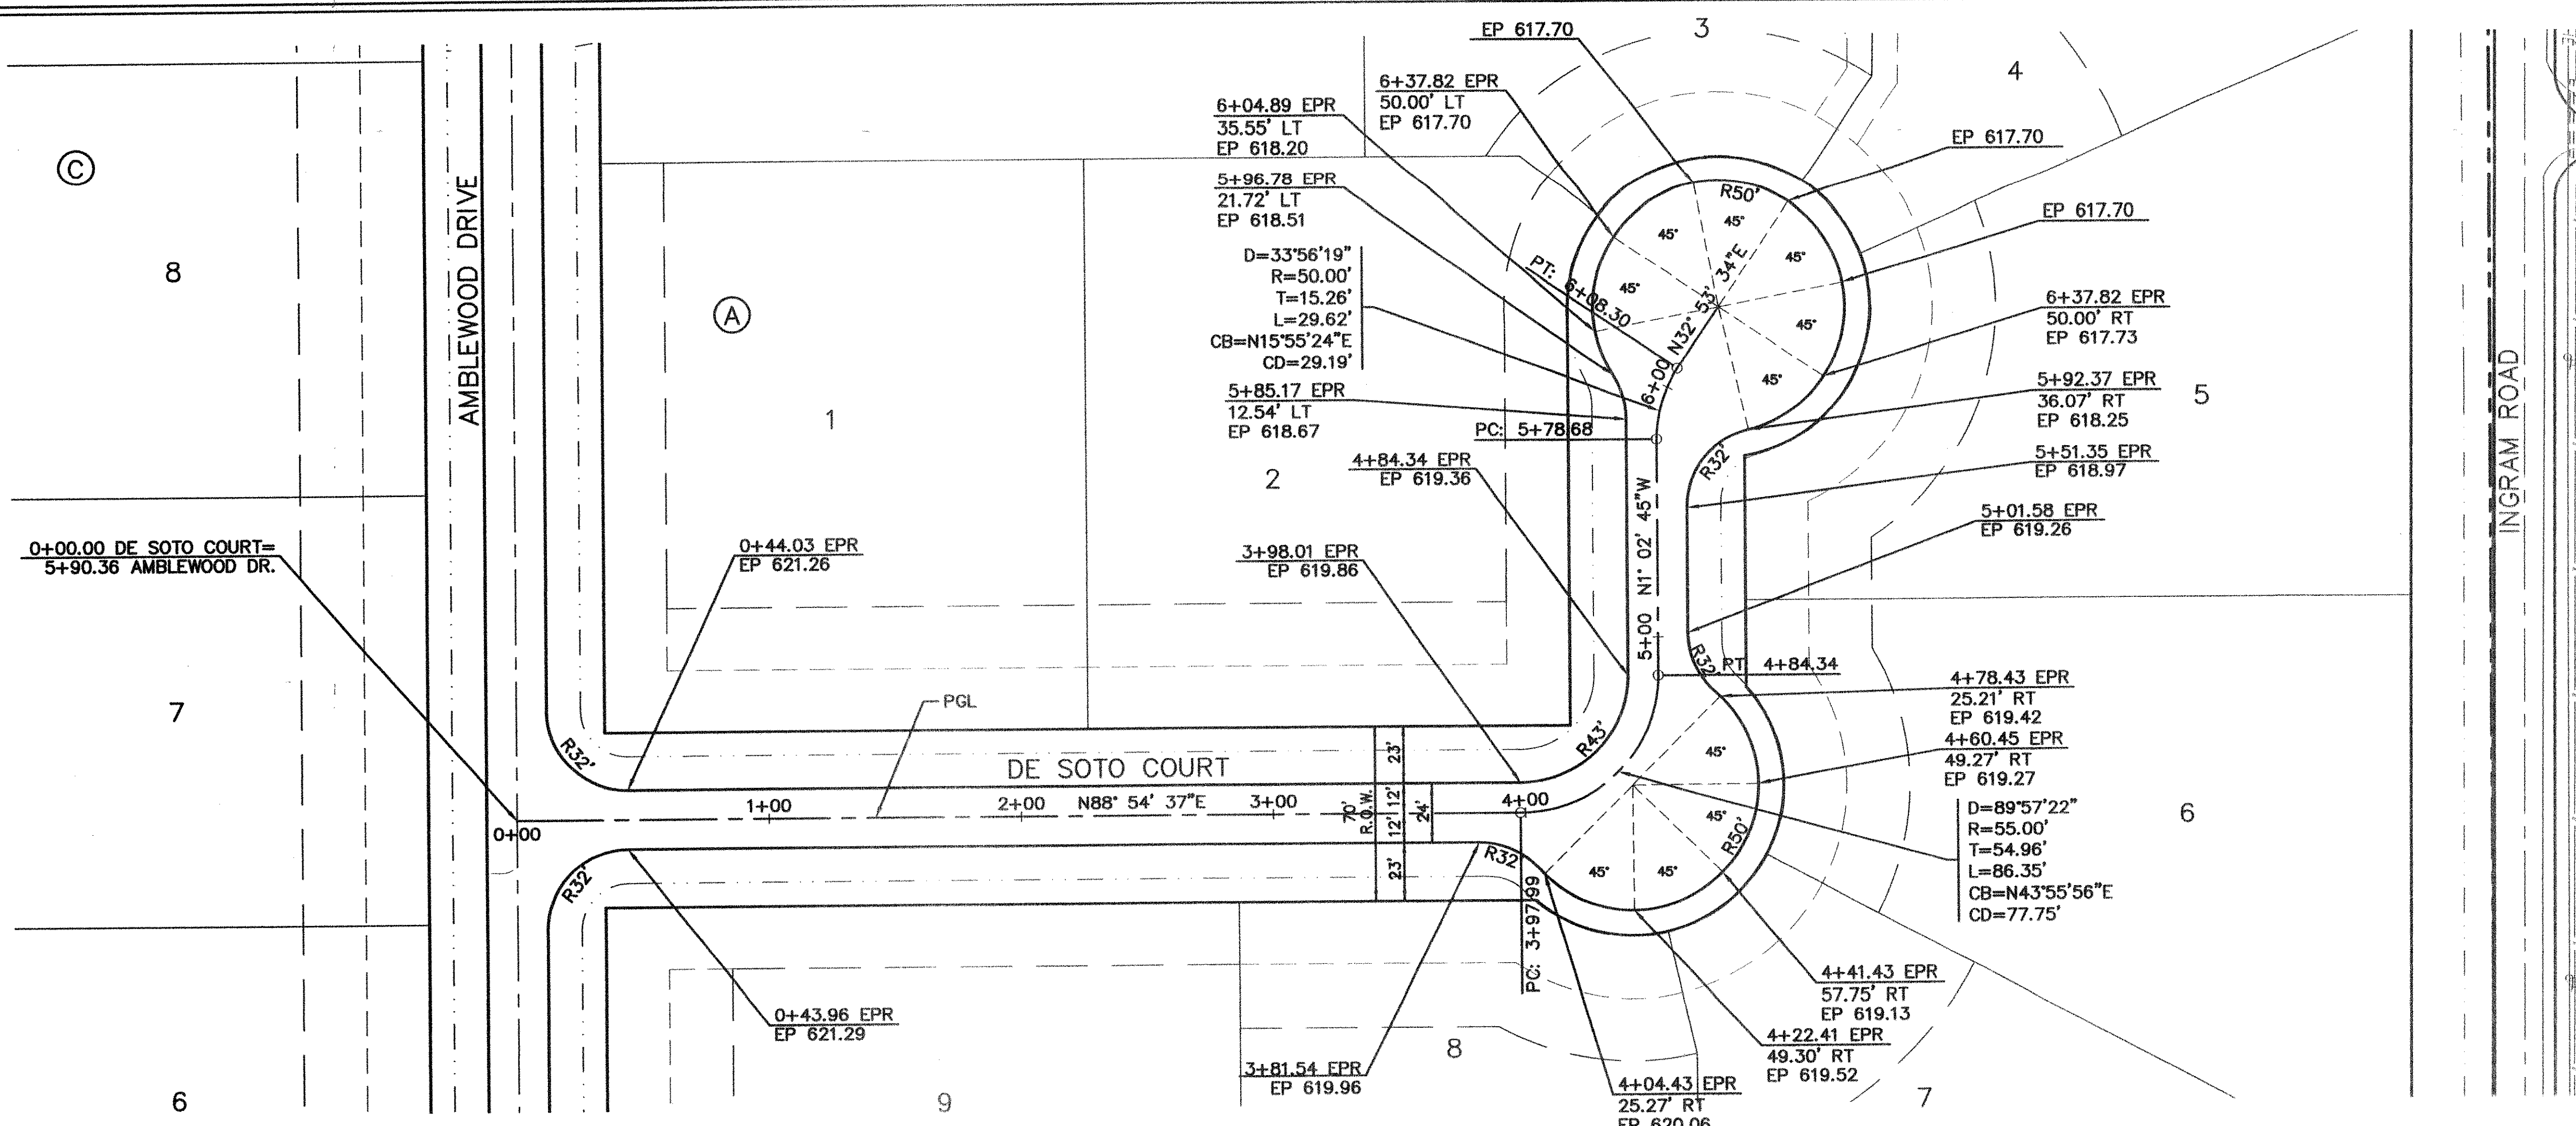 3
EP 617.70
4
6+37.82 EPR
50.00' LT
EP 617.70
6+04.89 EPR
35.55' LT
EP 618.20
EP 617.70
C
5+96.78 EPR
21.72' LT
EP 618.51
R50'
45°
45°
45°
45°
45°
45°
EP 617.70
8
AMBLEWOOD DRIVE
A
D=33°56'19"
R=50.00'
T=15.26'
L=29.62'
CB=N15°55'24"E
CD=29.19'
PT: 6+08.30
6+00 N32° 53' 34"E
6+37.82 EPR
50.00' RT
EP 617.73
5+85.17 EPR
12.54' LT
EP 618.67
5+92.37 EPR
36.07' RT
EP 618.25
5
INGRAM ROAD
1
PC: 5+78.68
2
4+84.34 EPR
EP 619.36
R32'
5+51.35 EPR
EP 618.97
0+00.00 DE SOTO COURT=
5+90.36 AMBLEWOOD DR.
0+44.03 EPR
EP 621.26
3+98.01 EPR
EP 619.86
5+00 N1° 02' 45"W
5+01.58 EPR
EP 619.26
R32'
PT 4+84.34
7
PGL
4+78.43 EPR
25.21' RT
EP 619.42
R32'
DE SOTO COURT
23'
R43'
45°
4+60.45 EPR
49.27' RT
EP 619.27
0+00
1+00
2+00
N88° 54' 37"E
3+00
70'
R.O.W.
12'
12'
24'
4+00
45°
R50'
D=89°57'22"
R=55.00'
T=54.96'
L=86.35'
CB=N43°55'56"E
CD=77.75'
6
R32'
23'
R32'
45°
45°
PC: 3+97.99
0+43.96 EPR
EP 621.29
4+41.43 EPR
57.75' RT
EP 619.13
3+81.54 EPR
EP 619.96
8
4+22.41 EPR
49.30' RT
EP 619.52
4+04.43 EPR
25.27' RT
EP 620.06
6
9
7